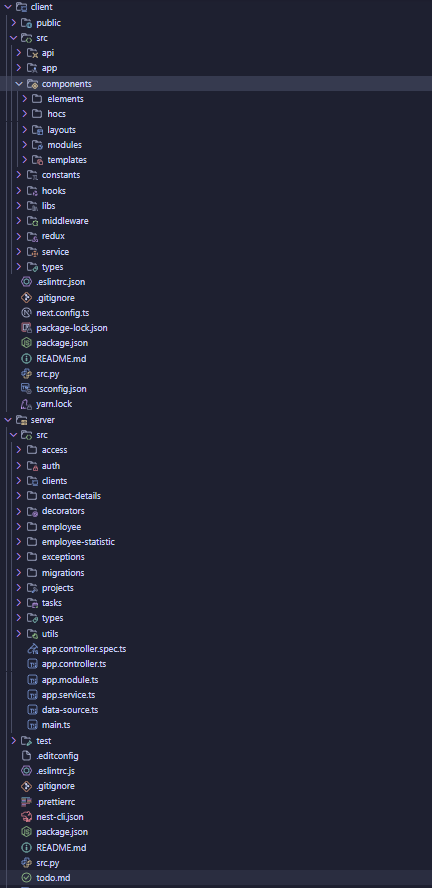 client
public
src
api
app
components
elements
hocs
layouts
modules
templates
constants
hooks
libs
middleware
redux
service
types
.eslintrc.json
.gitignore
next.config.ts
package-lock.json
package.json
README.md
src.py
tsconfig.json
yarn.lock
server
src
access
auth
clients
contact-details
decorators
employee
employee-statistic
exceptions
migrations
projects
tasks
types
utils
app.controller.spec.ts
app.controller.ts
app.module.ts
app.service.ts
data-source.ts
main.ts
test
.editconfig
.eslintrc.js
.gitignore
.prettierrc
nest-cli.json
package.json
README.md
src.py
todo.md